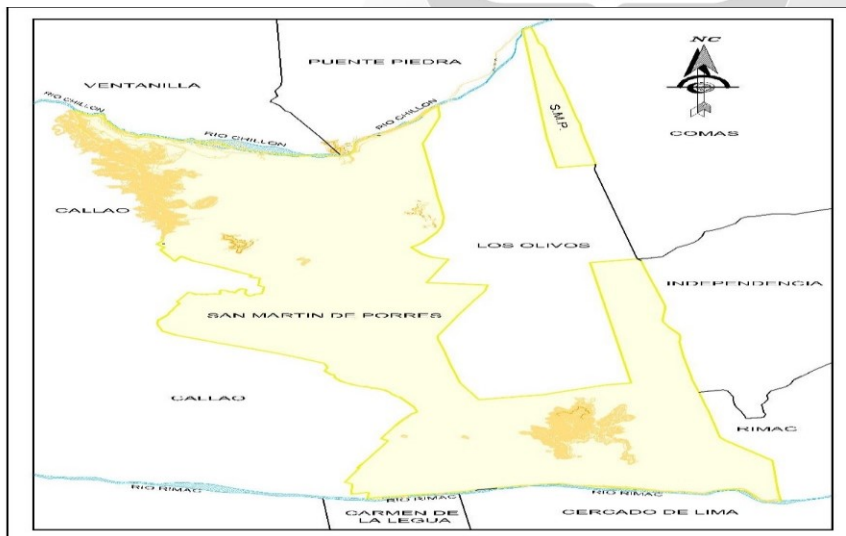 NC
PUENTE PIEDRA
VENTANILLA
RIO CHILLON
RIO CHILLON
RIO CHILLON
S.M.P.
COMAS
CALLAO
LOS OLIVOS
INDEPENDENCIA
SAN MARTIN DE PORRES
CALLAO
RIMAC
RIO RIMAC
RIO RIMAC
RIO RIMAC
CARMEN DE
LA LEGUA
CERCADO DE LIMA